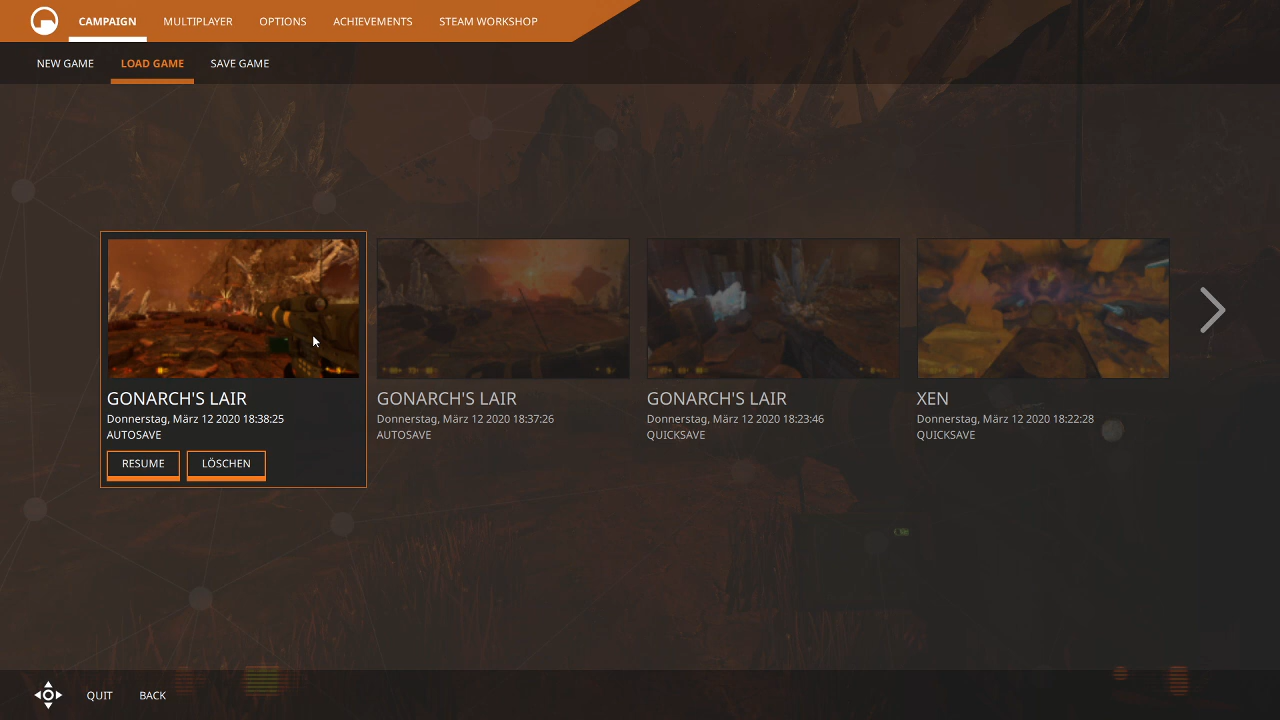 CAMPAIGN MULTIPLAYER OPTIONS ACHIEVEMENTS STEAM WORKSHOP
NEW GAME LOAD GAME SAVE GAME
GONARCH'S LAIR
Donnerstag, März 12 2020 18:38:25
AUTOSAVE
RESUME LÖSCHEN
GONARCH'S LAIR
Donnerstag, März 12 2020 18:37:26
AUTOSAVE
GONARCH'S LAIR
Donnerstag, März 12 2020 18:23:46
QUICKSAVE
XEN
Donnerstag, März 12 2020 18:22:28
QUICKSAVE
QUIT BACK